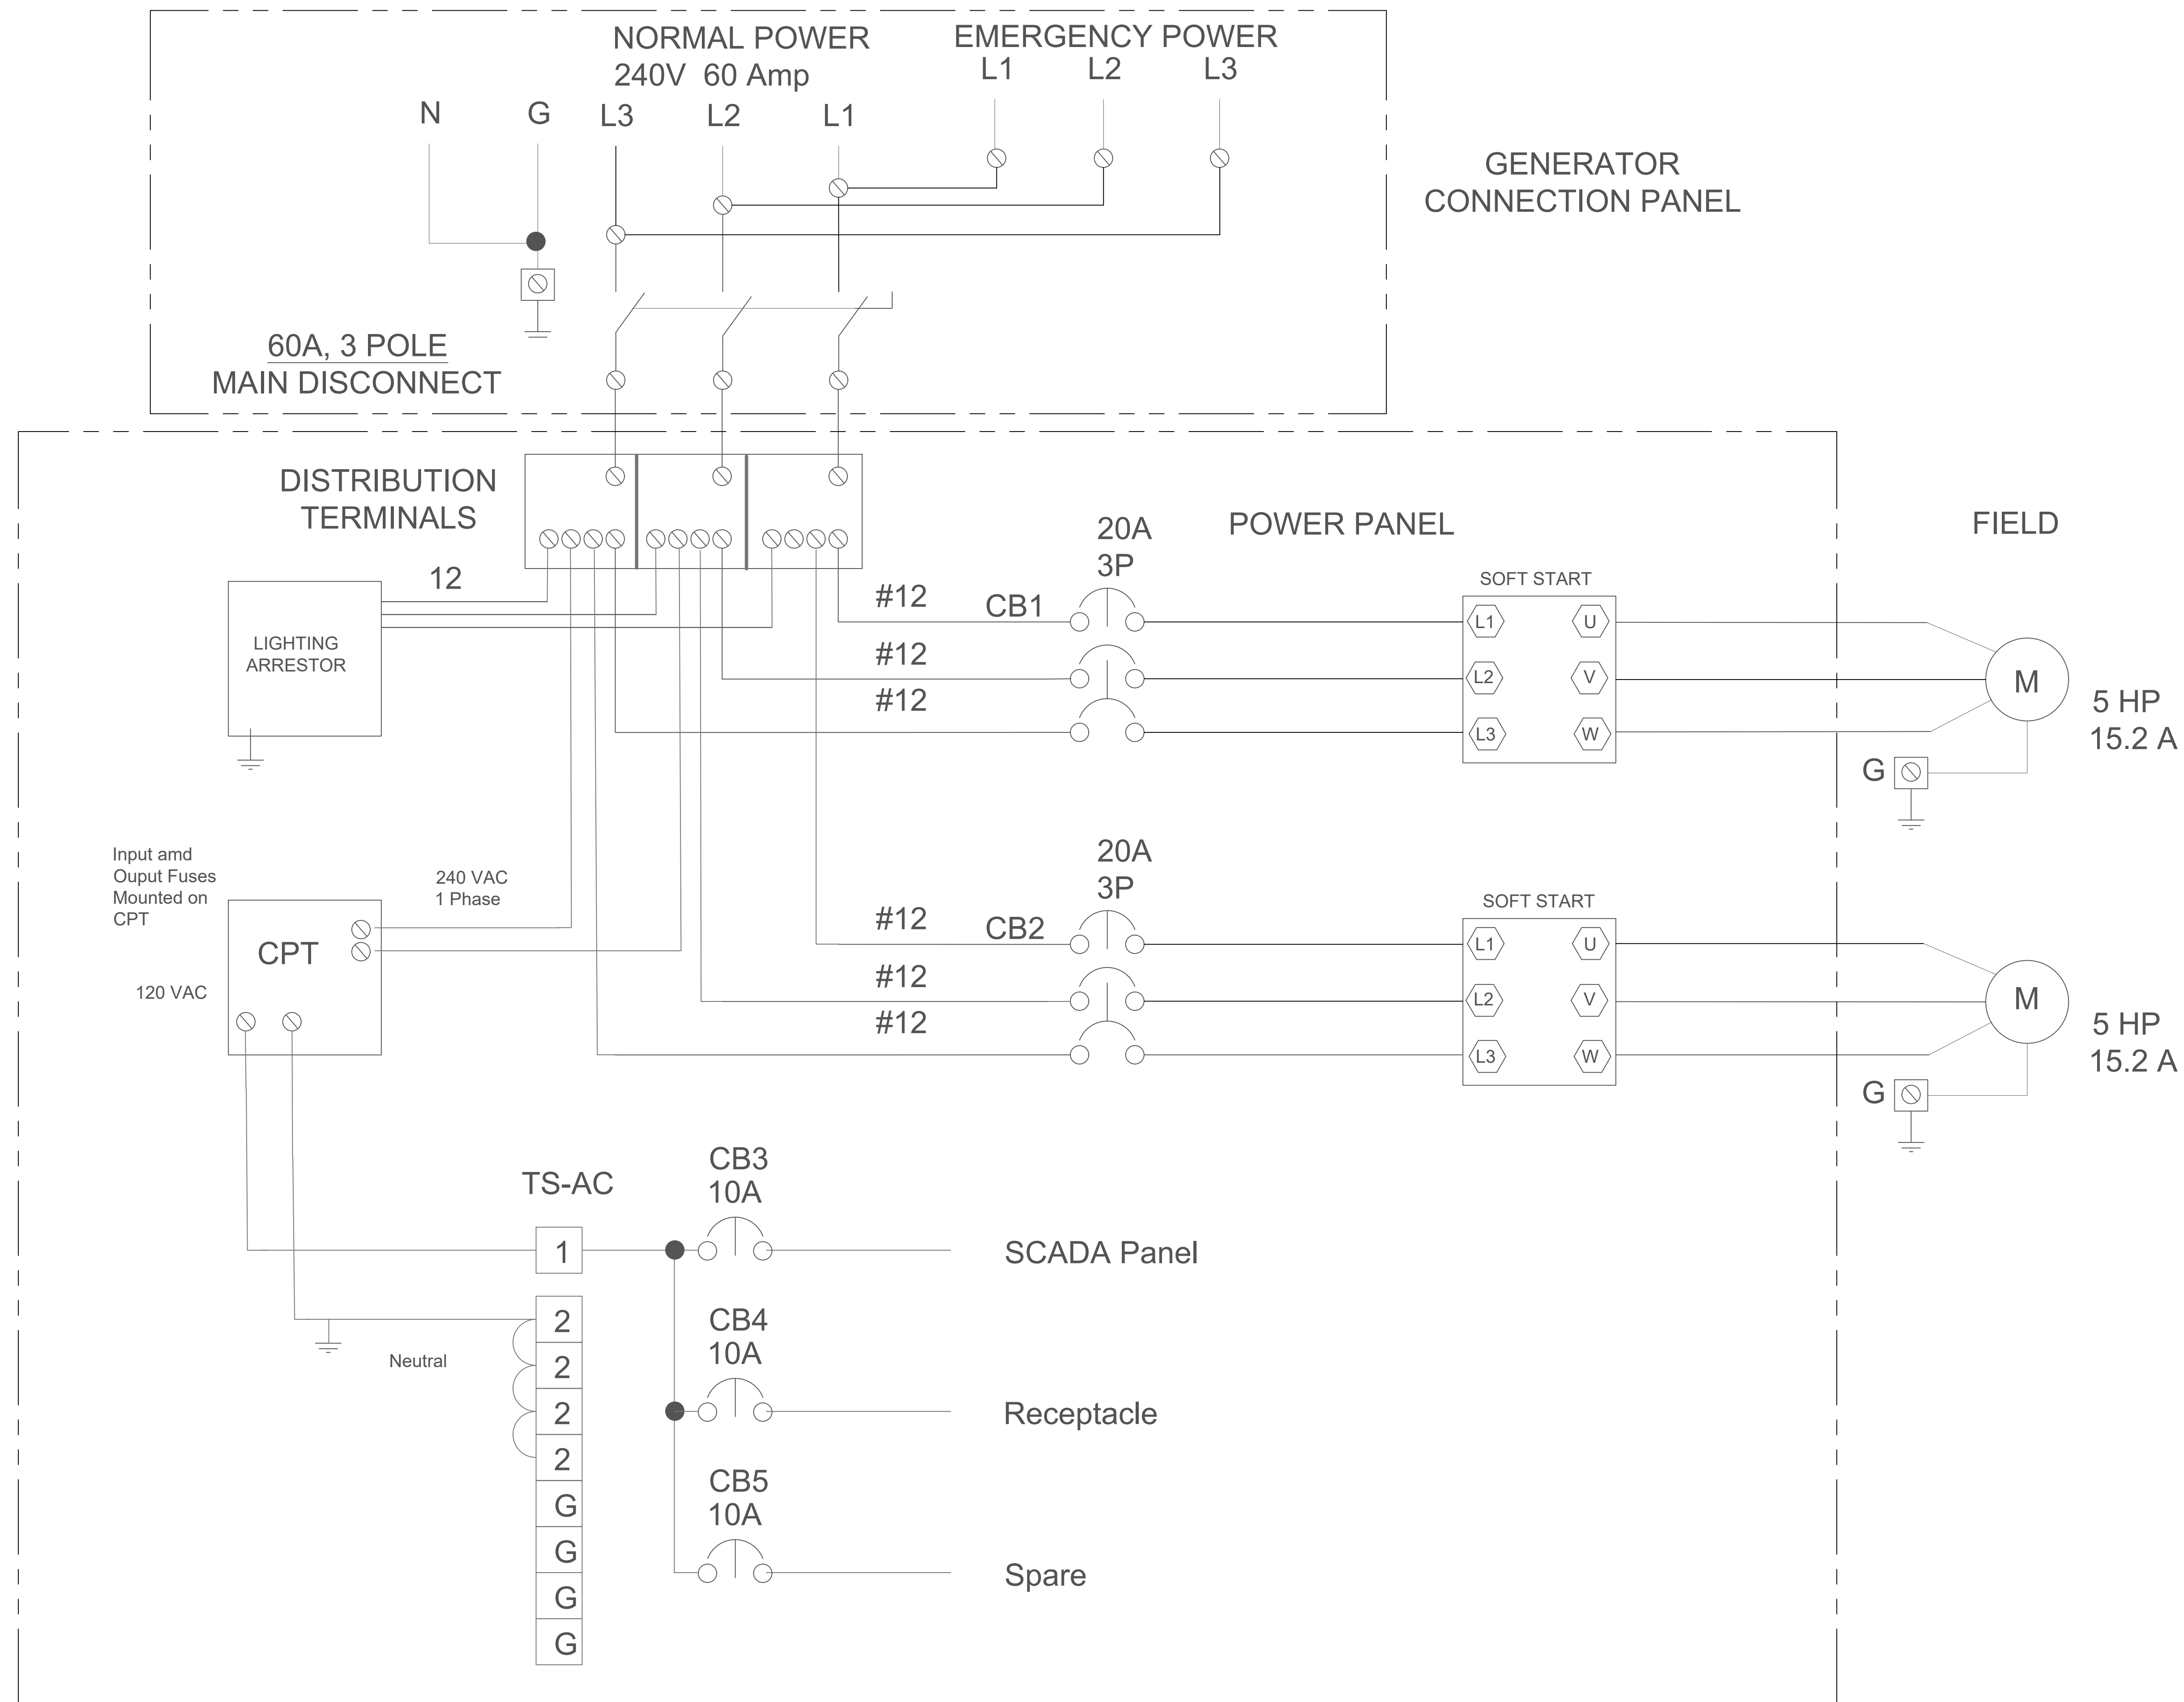 NORMAL POWER
240V 60 Amp
EMERGENCY POWER
L1 L2 L3
N G L3 L2 L1
GENERATOR
CONNECTION PANEL
60A, 3 POLE
MAIN DISCONNECT
DISTRIBUTION
TERMINALS
POWER PANEL
FIELD
12
LIGHTING
ARRESTOR
20A
3P
#12
CB1
#12
#12
SOFT START
L1 U
L2 V
L3 W
M
5 HP
15.2 A
G
Input amd
Ouput Fuses
Mounted on
CPT
240 VAC
1 Phase
CPT
120 VAC
20A
3P
#12
CB2
#12
#12
SOFT START
L1 U
L2 V
L3 W
M
5 HP
15.2 A
G
TS-AC
1
2
2
2
2
G
G
G
G
Neutral
CB3
10A
SCADA Panel
CB4
10A
Receptacle
CB5
10A
Spare